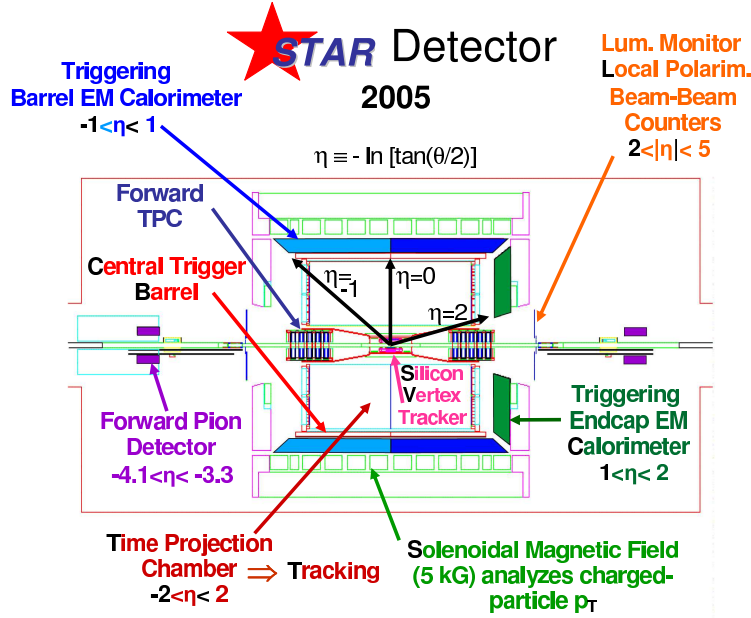 STAR Detector
2005
Triggering
Barrel EM Calorimeter
-1<η< 1
Lum. Monitor
Local Polarim.
Beam-Beam
Counters
2<|η|< 5
η ≡ - ln [tan(θ/2)]
Forward
TPC
Central Trigger
Barrel
η=
-1
η=0
η=2
Silicon
Vertex
Tracker
Forward Pion
Detector
-4.1<η< -3.3
Triggering
Endcap EM
Calorimeter
1<η< 2
Time Projection
Chamber ⇒ Tracking
-2<η< 2
Solenoidal Magnetic Field
(5 kG) analyzes charged-
particle pT